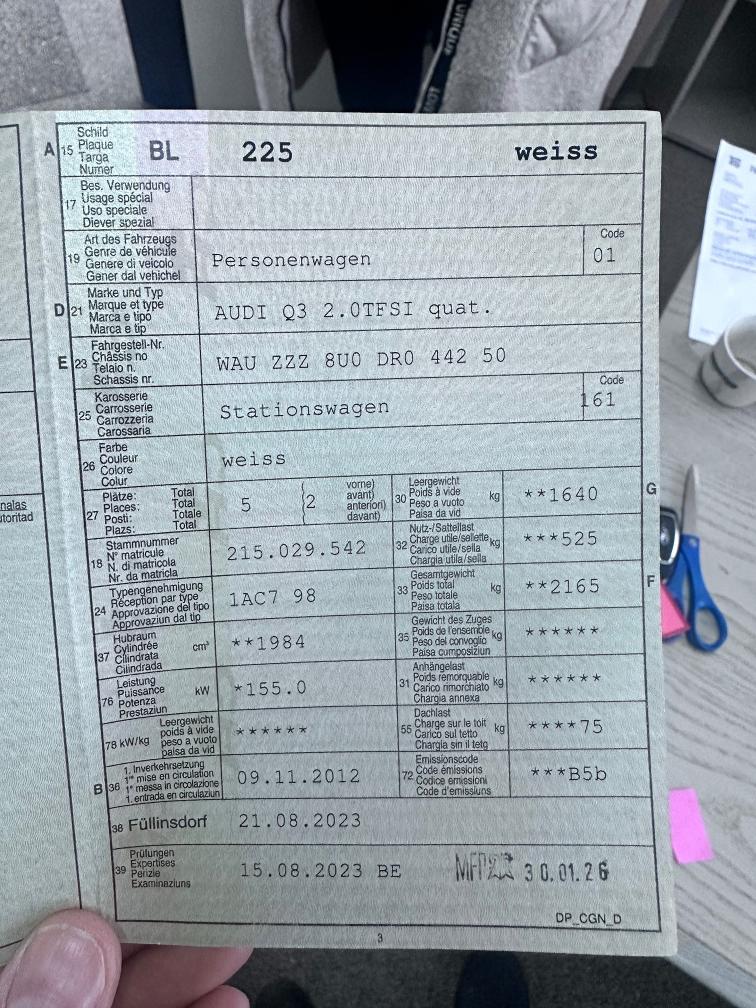 A 15 Schild Plaque Targa Numer BL 225 weiss
17 Bes. Verwendung Usage spécial Uso speciale Diever spezial
19 Art des Fahrzeugs Genre de véhicule Genere di veicolo Gener dal vehichel Personenwagen Code 01
D 21 Marke und Typ Marque et type Marca e tipo Marca e tip AUDI Q3 2.0TFSI quat.
E 23 Fahrgestell-Nr. Châssis no Telaio n. Schassis nr. WAU ZZZ 8U0 DR0 442 50
25 Karosserie Carrosserie Carrozzeria Carossaria Stationswagen Code 161
26 Farbe Couleur Colore Colur weiss
27 Plätze: Total Places: Total Posti: Totale Plazs: Total 5 2 vorne) avant) anteriori) davant)
G 30 Leergewicht Poids à vide Peso a vuoto Paisa da vid kg **1640
18 Stammnummer N° matricule N. di matricola Nr. da matricla 215.029.542
32 Nutz-/Sattellast Charge utile/sellette Carico utile/sella Chargia utila/sella kg ***525
24 Typengenehmigung Réception par type Approvazione del tipo Approvaziun dal tip 1AC7 98
F 33 Gesamtgewicht Poids total Peso totale Paisa totala kg **2165
37 Hubraum Cylindrée Cilindrata Cilindrada cm³ **1984
35 Gewicht des Zuges Poids de l'ensemble Peso del convoglio Paisa cumposiziun kg ******
76 Leistung Puissance Potenza Prestaziun kW *155.0
31 Anhängelast Poids remorquable Carico rimorchiato Chargia annexa kg ******
78 kW/kg Leergewicht poids à vide peso a vuoto paisa da vid ******
55 Dachlast Charge sur le toit Carico sul tetto Chargia sin il tetg kg ****75
B 36 1. Inverkehrsetzung 1re mise en circulation 1a messa in circolazione 1. entrada en circulaziun 09.11.2012
72 Emissionscode Code émissions Codice emissioni Code d'emissiuns ***B5b
38 Füllinsdorf 21.08.2023
39 Prüfungen Expertises Perizie Examinaziuns 15.08.2023 BE 30.01.26
DP_CGN_D
3